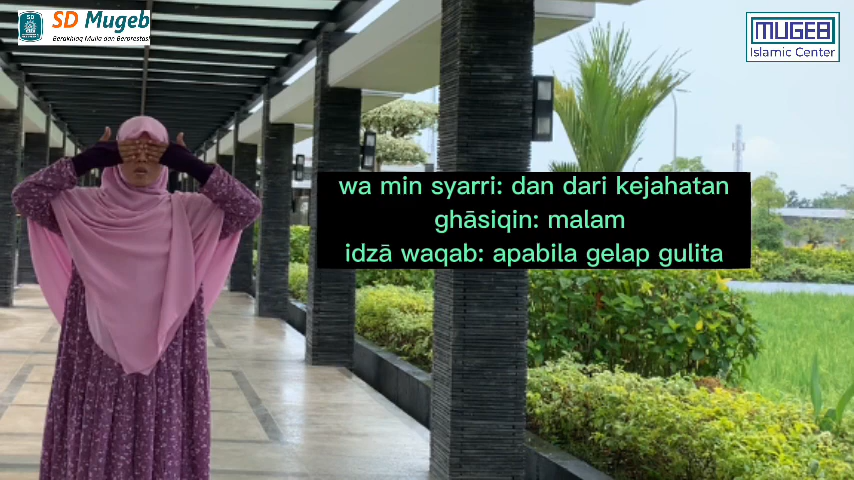 SD Mugeb
Berakhlaq Mulia dan Berprestasi
MUGEB
Islamic Center
wa min syarri: dan dari kejahatan
ghāsiqin: malam
idzā waqab: apabila gelap gulita